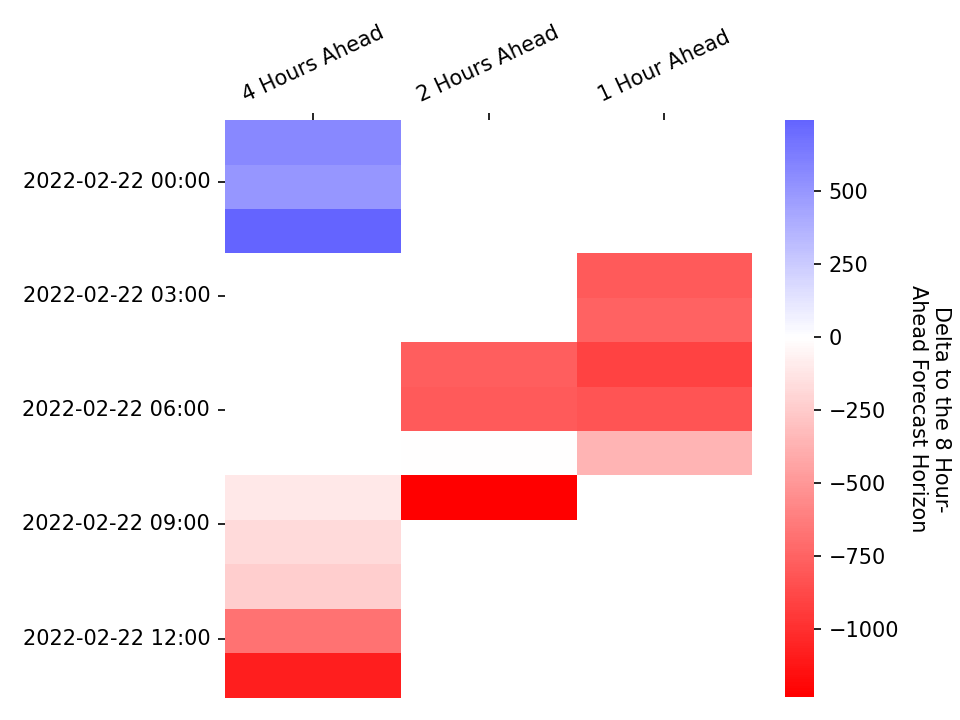 4 Hours Ahead
2 Hours Ahead
1 Hour Ahead
2022-02-22 00:00
2022-02-22 03:00
2022-02-22 06:00
2022-02-22 09:00
2022-02-22 12:00
500
250
0
−250
−500
−750
−1000
Delta to the 8 Hour-
Ahead Forecast Horizon